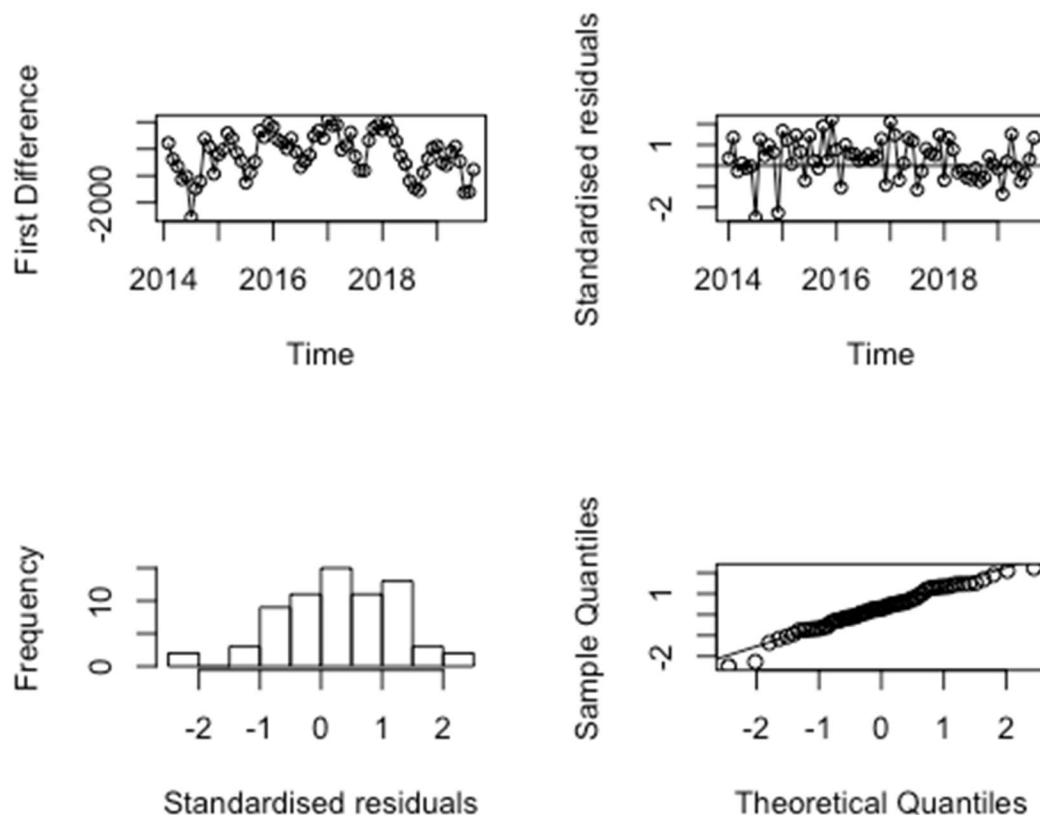 First Difference
-2000
2014 2016 2018
Time
Standardised residuals
1
-2
2014 2016 2018
Time
Frequency
10
0
-2 -1 0 1 2
Standardised residuals
Sample Quantiles
1
-2
-2 -1 0 1 2
Theoretical Quantiles